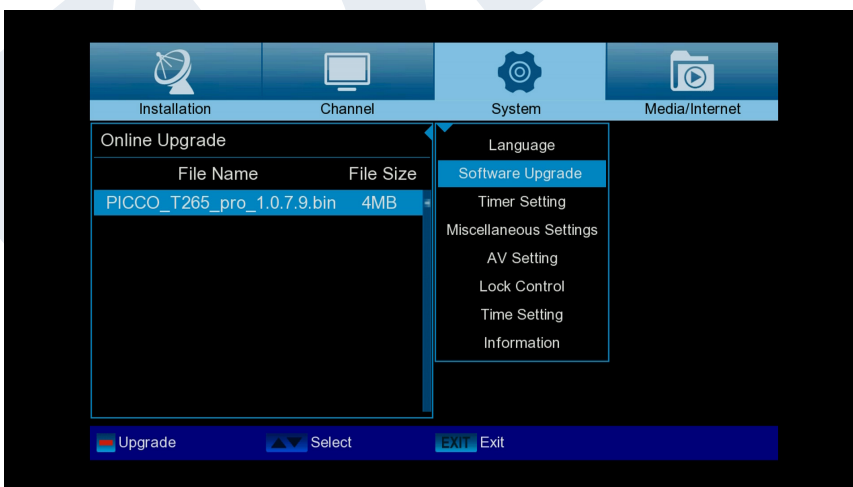 Installation Channel System Media/Internet
Online Upgrade
File Name File Size
PICCO_T265_pro_1.0.7.9.bin 4MB
Language
Software Upgrade
Timer Setting
Miscellaneous Settings
AV Setting
Lock Control
Time Setting
Information
Upgrade Select EXIT Exit